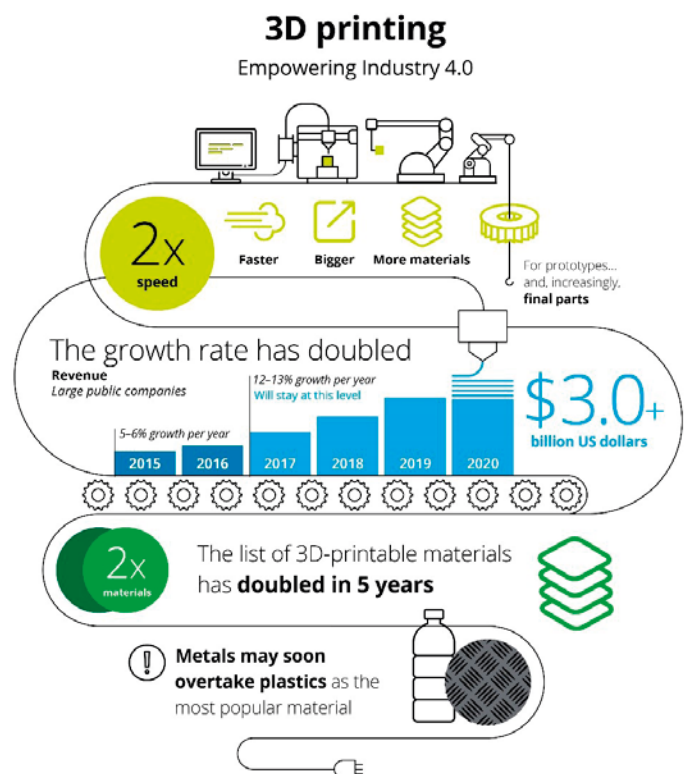 3D printing
Empowering Industry 4.0
2x
speed
Faster
Bigger
More materials
For prototypes...
and, increasingly,
final parts
The growth rate has doubled
Revenue
Large public companies
5–6% growth per year
12–13% growth per year
Will stay at this level
$3.0+
billion US dollars
2015
2016
2017
2018
2019
2020
2x
materials
The list of 3D-printable materials
has doubled in 5 years
!
Metals may soon
overtake plastics as the
most popular material